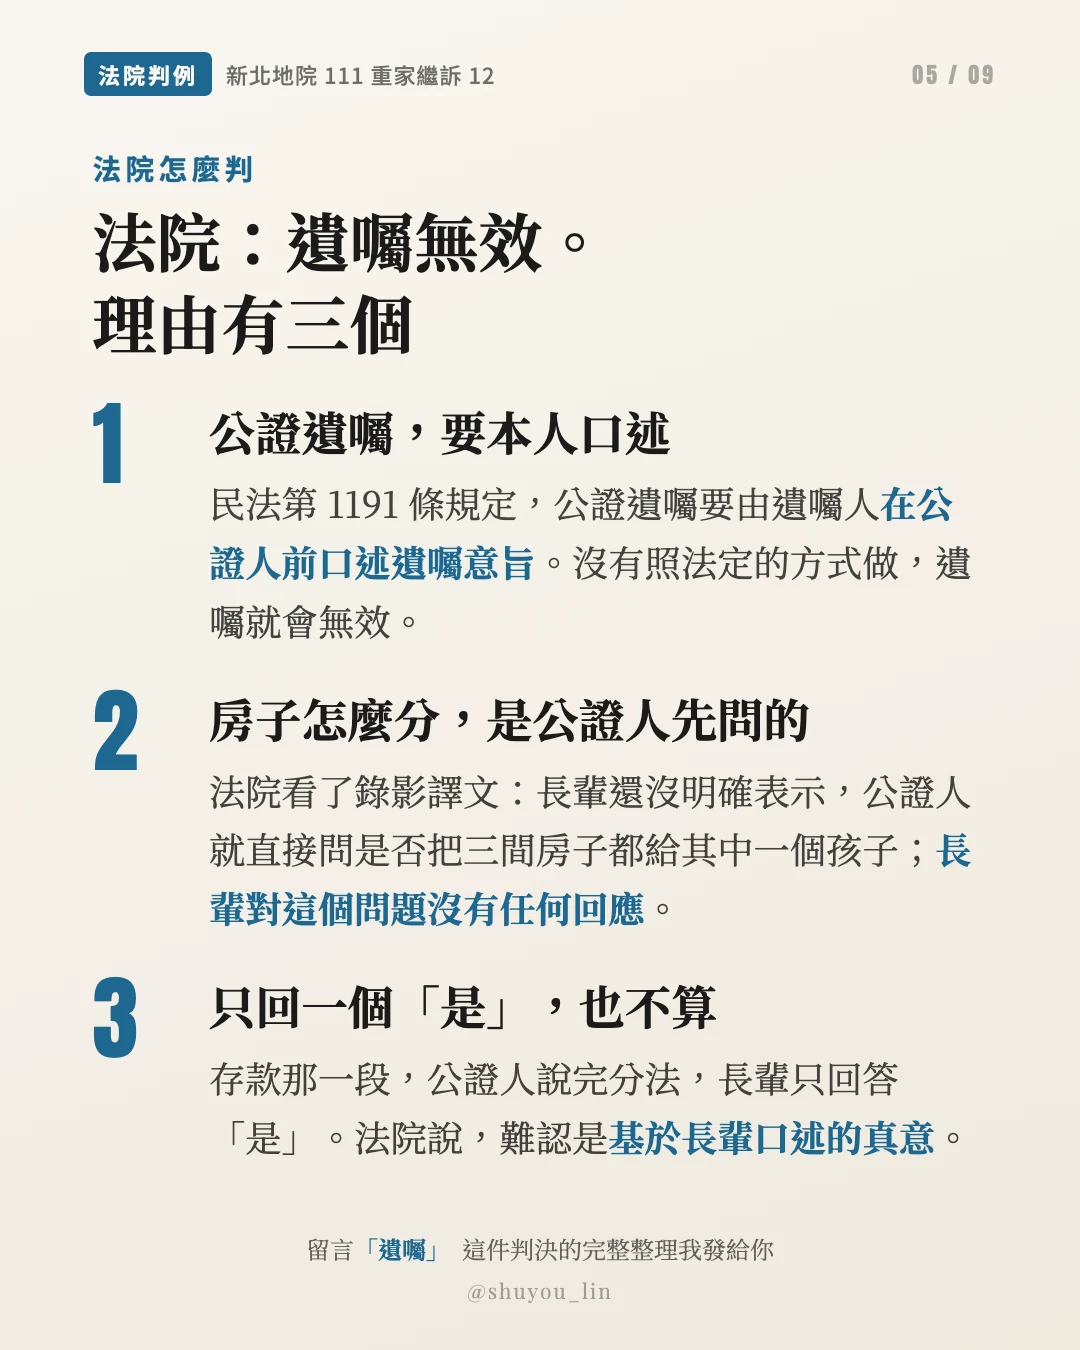 法院判例 新北地院 111 重家繼訴 12 05 / 09
法院怎麼判
法院：遺囑無效。
理由有三個
1 公證遺囑，要本人口述
民法第 1191 條規定，公證遺囑要由遺囑人在公
證人前口述遺囑意旨。沒有照法定的方式做，遺
囑就會無效。
2 房子怎麼分，是公證人先問的
法院看了錄影譯文：長輩還沒明確表示，公證人
就直接問是否把三間房子都給其中一個孩子；長
輩對這個問題沒有任何回應。
3 只回一個「是」，也不算
存款那一段，公證人說完分法，長輩只回答
「是」。法院說，難認是基於長輩口述的真意。
留言「遺囑」 這件判決的完整整理我發給你
@shuyou_lin